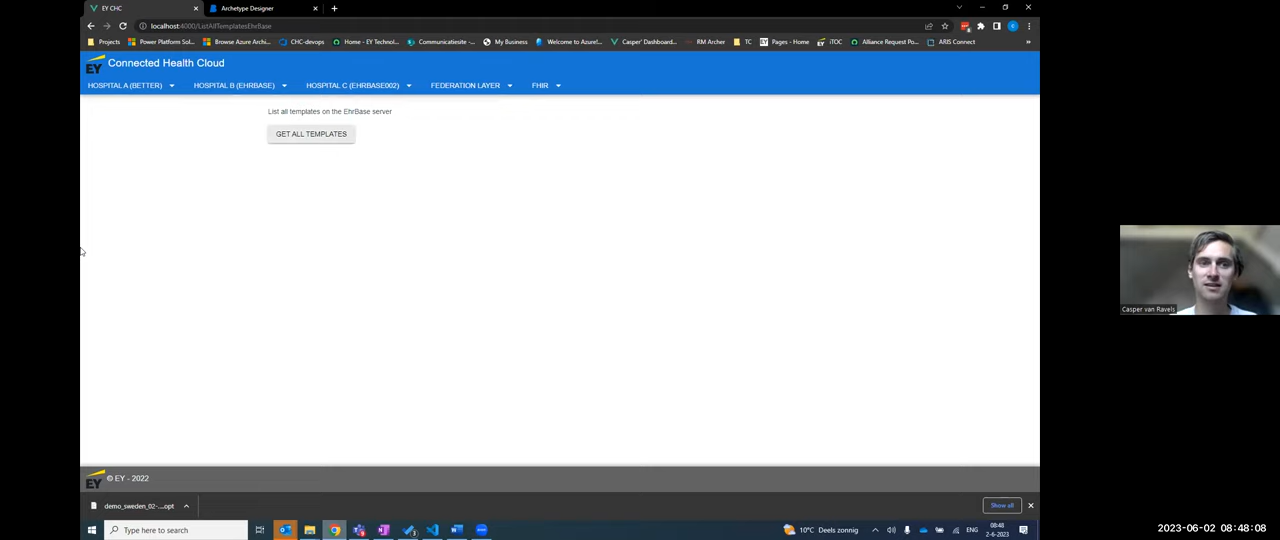 EY CHC
Archetype Designer
localhost:4000/ListAllTemplatesEhrBase
Projects
Power Platform Sol...
Browse Azure Archi...
CHC-devops
Home - EY Technol...
Communicatiesite - ...
My Business
Welcome to Azure!...
Casper' Dashboard...
RM Archer
TC
EY Pages - Home
iTOC
Alliance Request Po...
ARIS Connect
»
EY Connected Health Cloud
HOSPITAL A (BETTER)
HOSPITAL B (EHRBASE)
HOSPITAL C (EHRBASE002)
FEDERATION LAYER
FHIR
List all templates on the EhrBase server
GET ALL TEMPLATES
Casper van Ravels
EY © EY - 2022
demo_sweden_02-....opt
Show all
Type here to search
10°C Deels zonnig
ENG
08:48
2-6-2023
2023-06-02 08:48:08